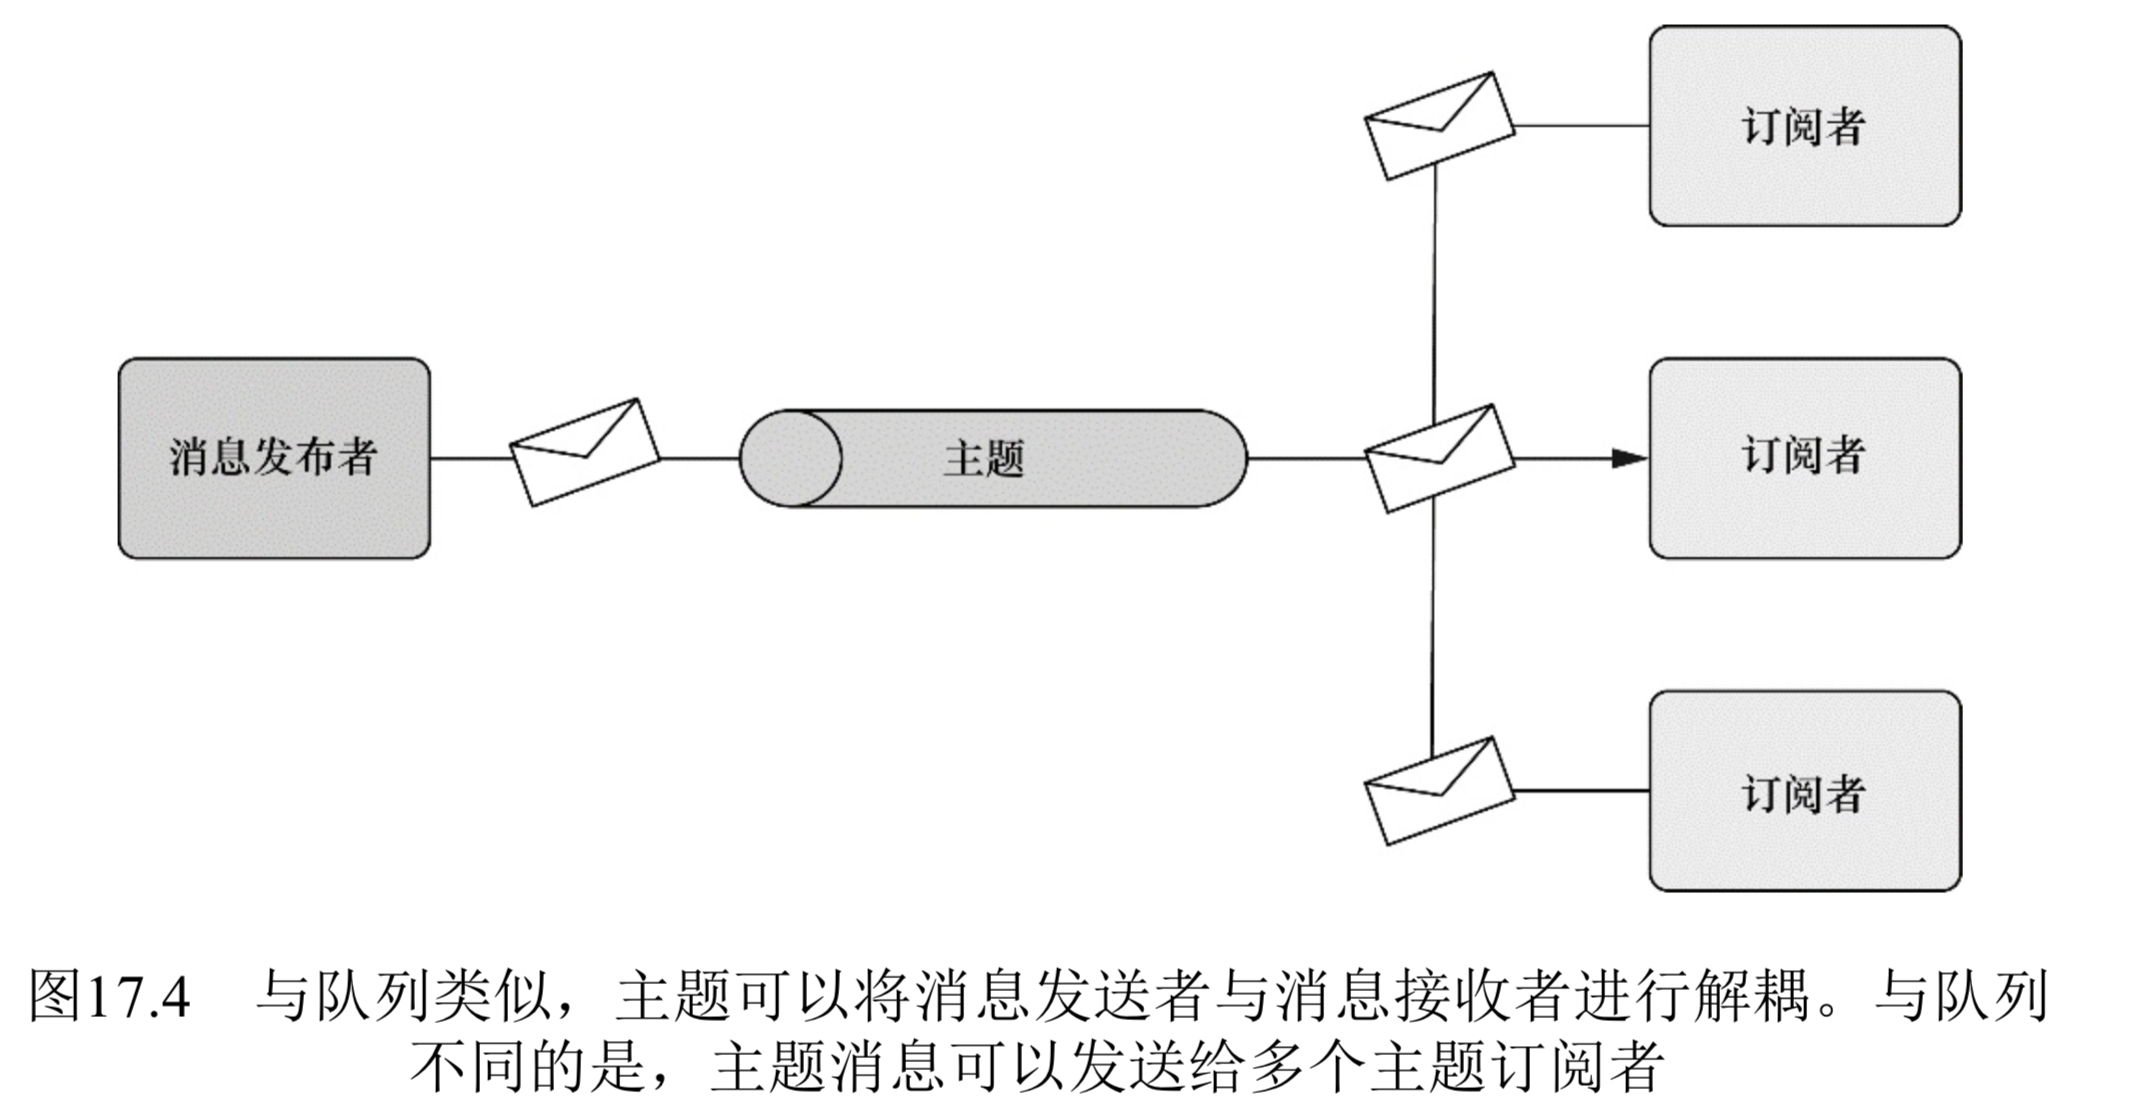 订阅者
消息发布者
主题
订阅者
订阅者
图17.4 与队列类似，主题可以将消息发送者与消息接收者进行解耦。与队列
不同的是，主题消息可以发送给多个主题订阅者